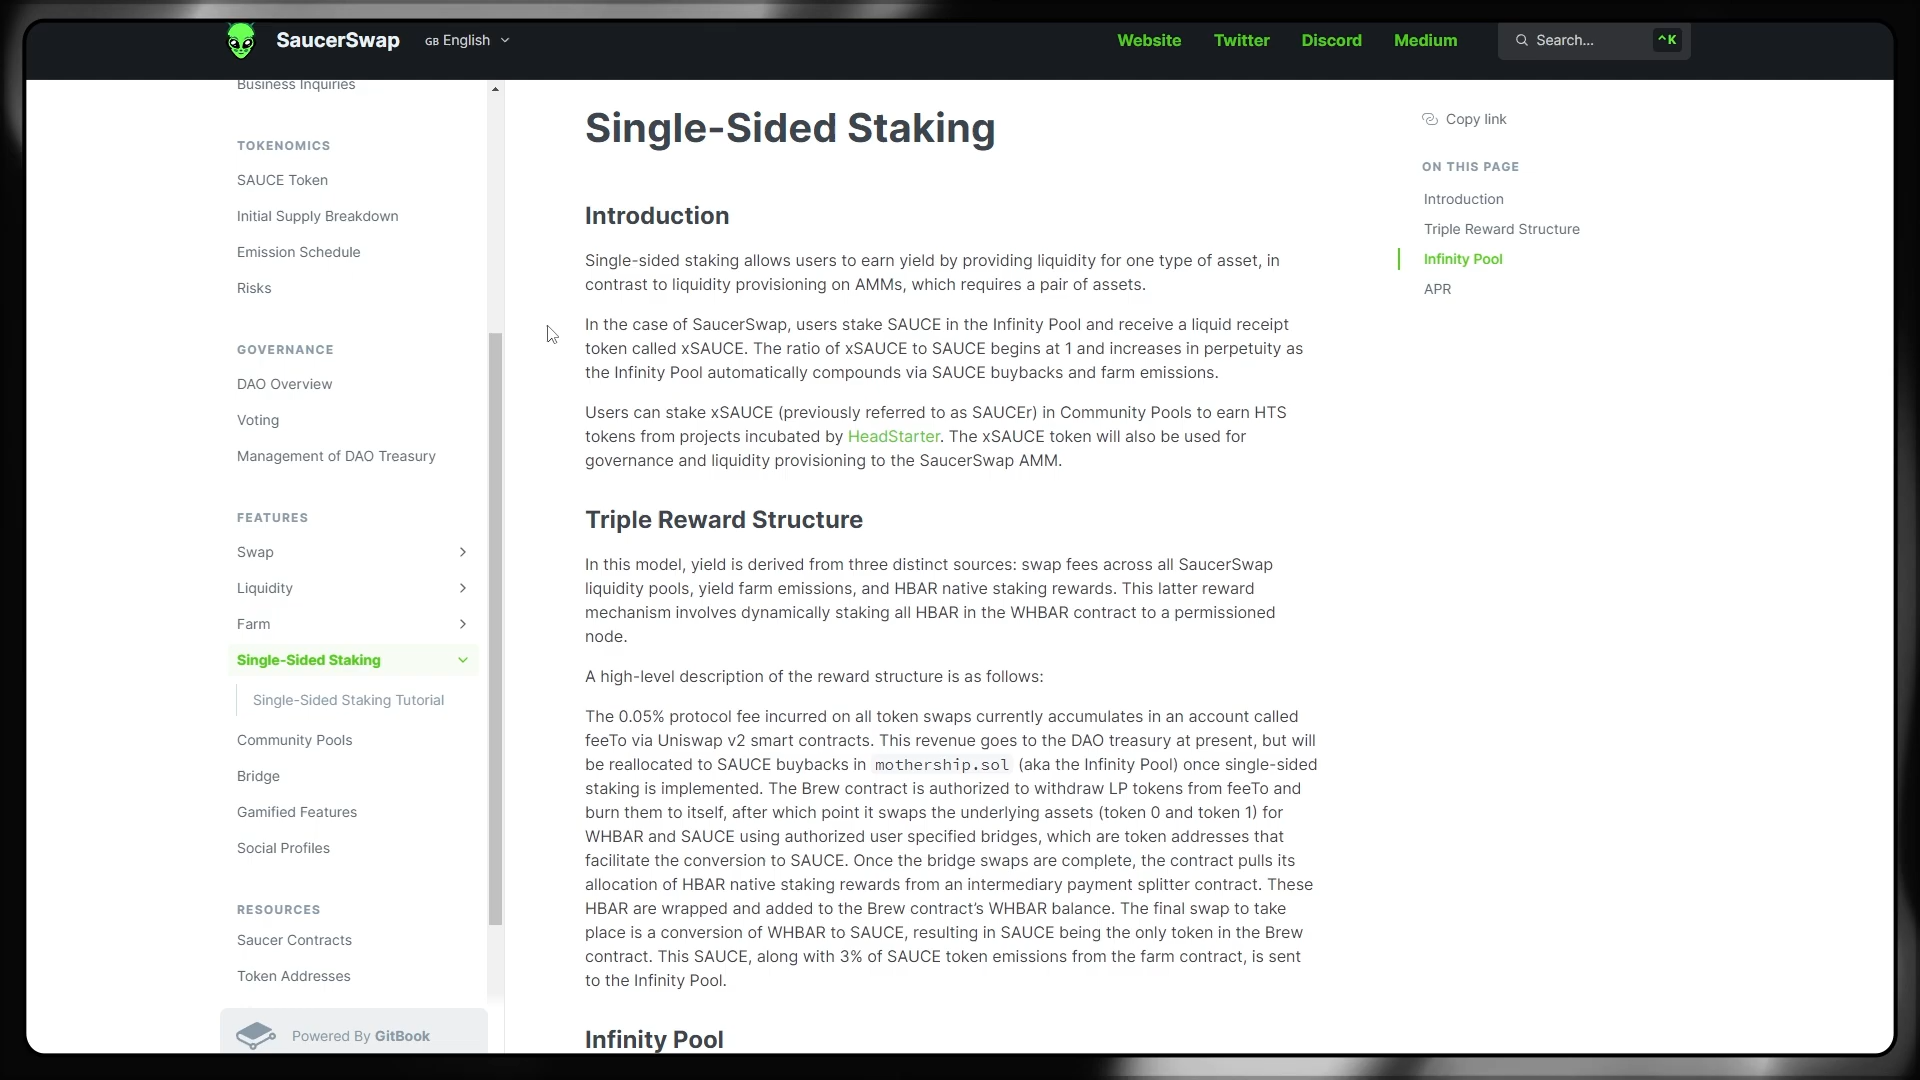 SaucerSwap
GB English
Website
Twitter
Discord
Medium
Search...
^K
Business Inquiries
TOKENOMICS
SAUCE Token
Initial Supply Breakdown
Emission Schedule
Risks
GOVERNANCE
DAO Overview
Voting
Management of DAO Treasury
FEATURES
Swap
Liquidity
Farm
Single-Sided Staking
Single-Sided Staking Tutorial
Community Pools
Bridge
Gamified Features
Social Profiles
RESOURCES
Saucer Contracts
Token Addresses
Powered By GitBook
Single-Sided Staking
Introduction
Single-sided staking allows users to earn yield by providing liquidity for one type of asset, in
contrast to liquidity provisioning on AMMs, which requires a pair of assets.
In the case of SaucerSwap, users stake SAUCE in the Infinity Pool and receive a liquid receipt
token called xSAUCE. The ratio of xSAUCE to SAUCE begins at 1 and increases in perpetuity as
the Infinity Pool automatically compounds via SAUCE buybacks and farm emissions.
Users can stake xSAUCE (previously referred to as SAUCEr) in Community Pools to earn HTS
tokens from projects incubated by HeadStarter. The xSAUCE token will also be used for
governance and liquidity provisioning to the SaucerSwap AMM.
Triple Reward Structure
In this model, yield is derived from three distinct sources: swap fees across all SaucerSwap
liquidity pools, yield farm emissions, and HBAR native staking rewards. This latter reward
mechanism involves dynamically staking all HBAR in the WHBAR contract to a permissioned
node.
A high-level description of the reward structure is as follows:
The 0.05% protocol fee incurred on all token swaps currently accumulates in an account called
feeTo via Uniswap v2 smart contracts. This revenue goes to the DAO treasury at present, but will
be reallocated to SAUCE buybacks in mothership.sol (aka the Infinity Pool) once single-sided
staking is implemented. The Brew contract is authorized to withdraw LP tokens from feeTo and
burn them to itself, after which point it swaps the underlying assets (token 0 and token 1) for
WHBAR and SAUCE using authorized user specified bridges, which are token addresses that
facilitate the conversion to SAUCE. Once the bridge swaps are complete, the contract pulls its
allocation of HBAR native staking rewards from an intermediary payment splitter contract. These
HBAR are wrapped and added to the Brew contract's WHBAR balance. The final swap to take
place is a conversion of WHBAR to SAUCE, resulting in SAUCE being the only token in the Brew
contract. This SAUCE, along with 3% of SAUCE token emissions from the farm contract, is sent
to the Infinity Pool.
Infinity Pool
Copy link
ON THIS PAGE
Introduction
Triple Reward Structure
Infinity Pool
APR